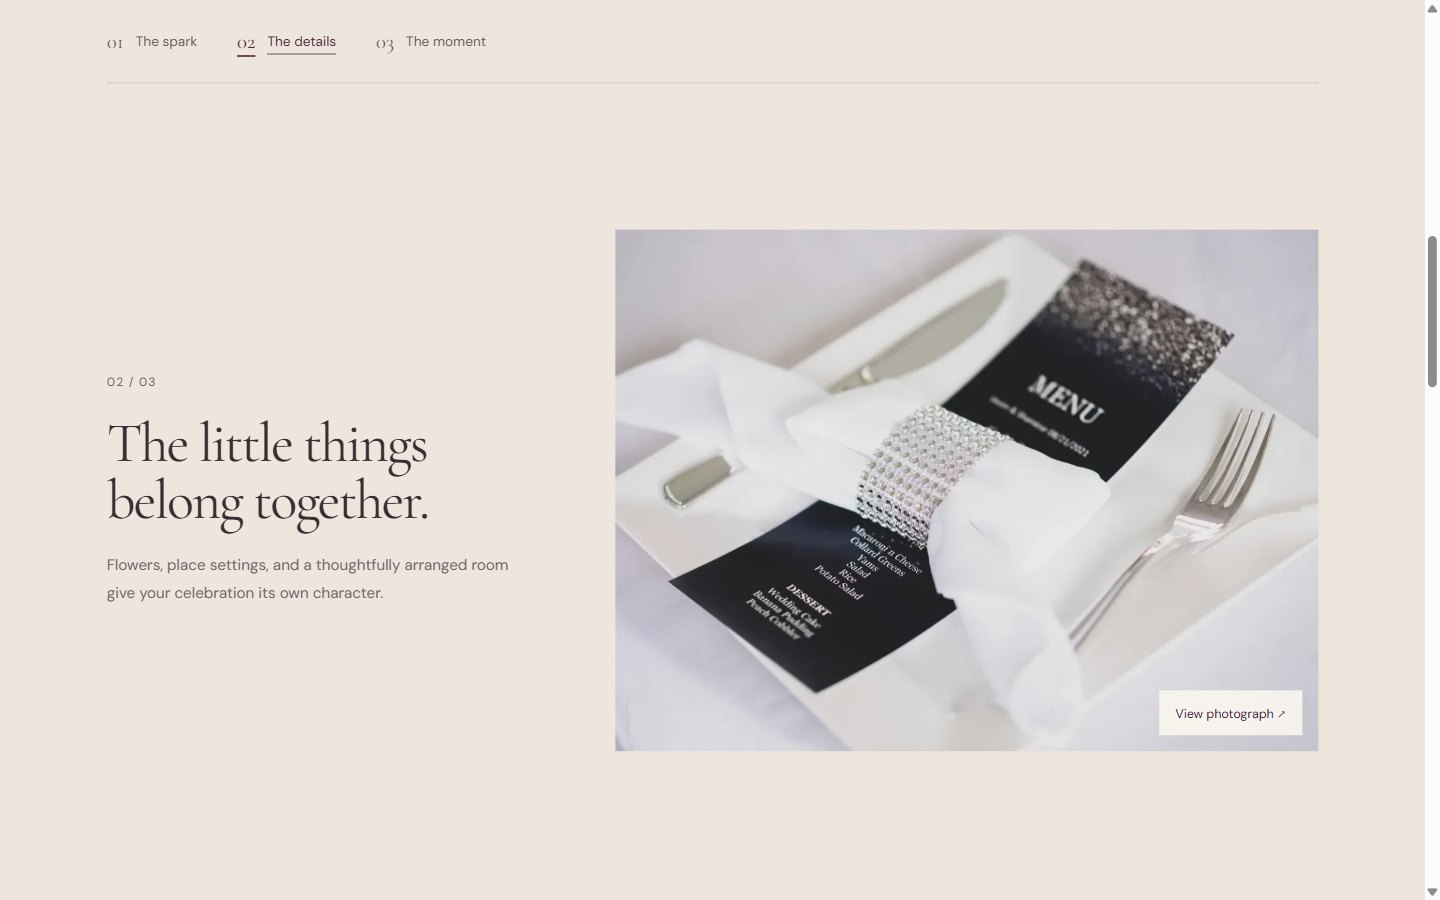 01 The spark
02 The details
03 The moment
02 / 03
The little things
belong together.
Flowers, place settings, and a thoughtfully arranged room
give your celebration its own character.
MENU
Macaroni n Cheese
Collard Greens
Yams
Salad
Rice
Potato Salad
DESSERT
Wedding Cake
Banana Pudding
Peach Cobbler
View photograph ↗